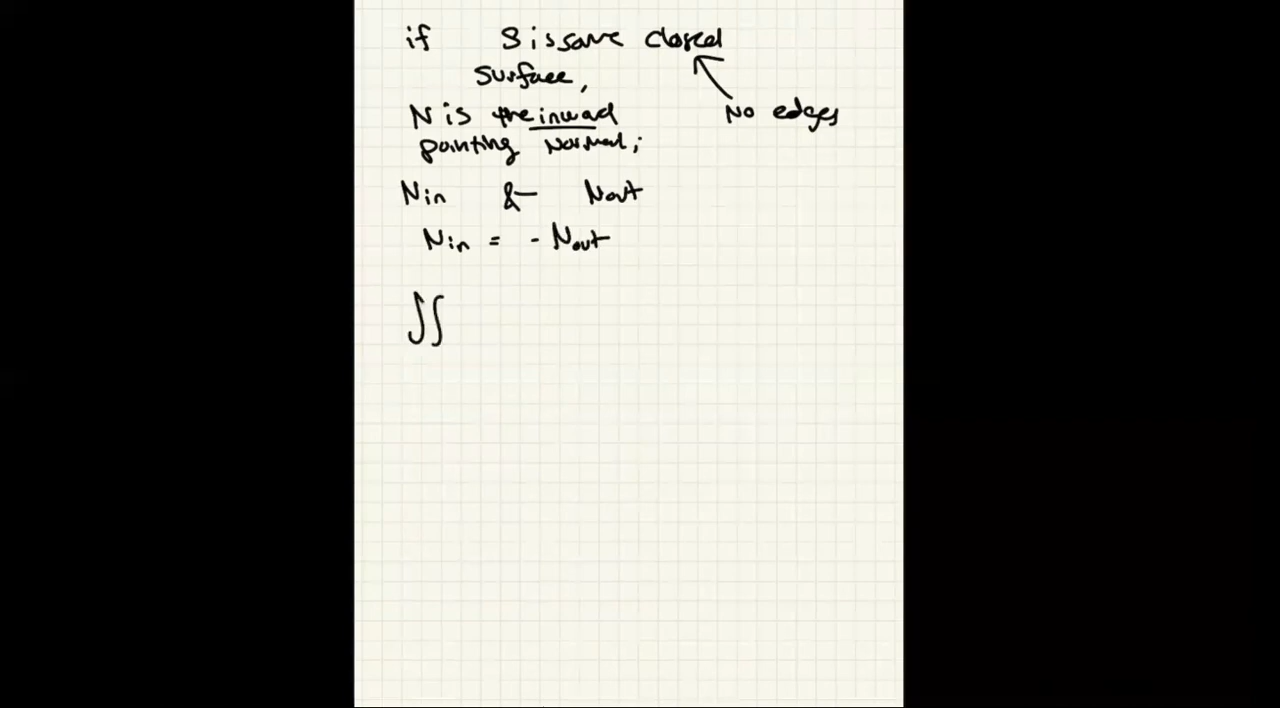 if S is some closed
surface,
N is the inward
No edges
pointing Normal;
Nin & Nout
Nin = - Nout
∬